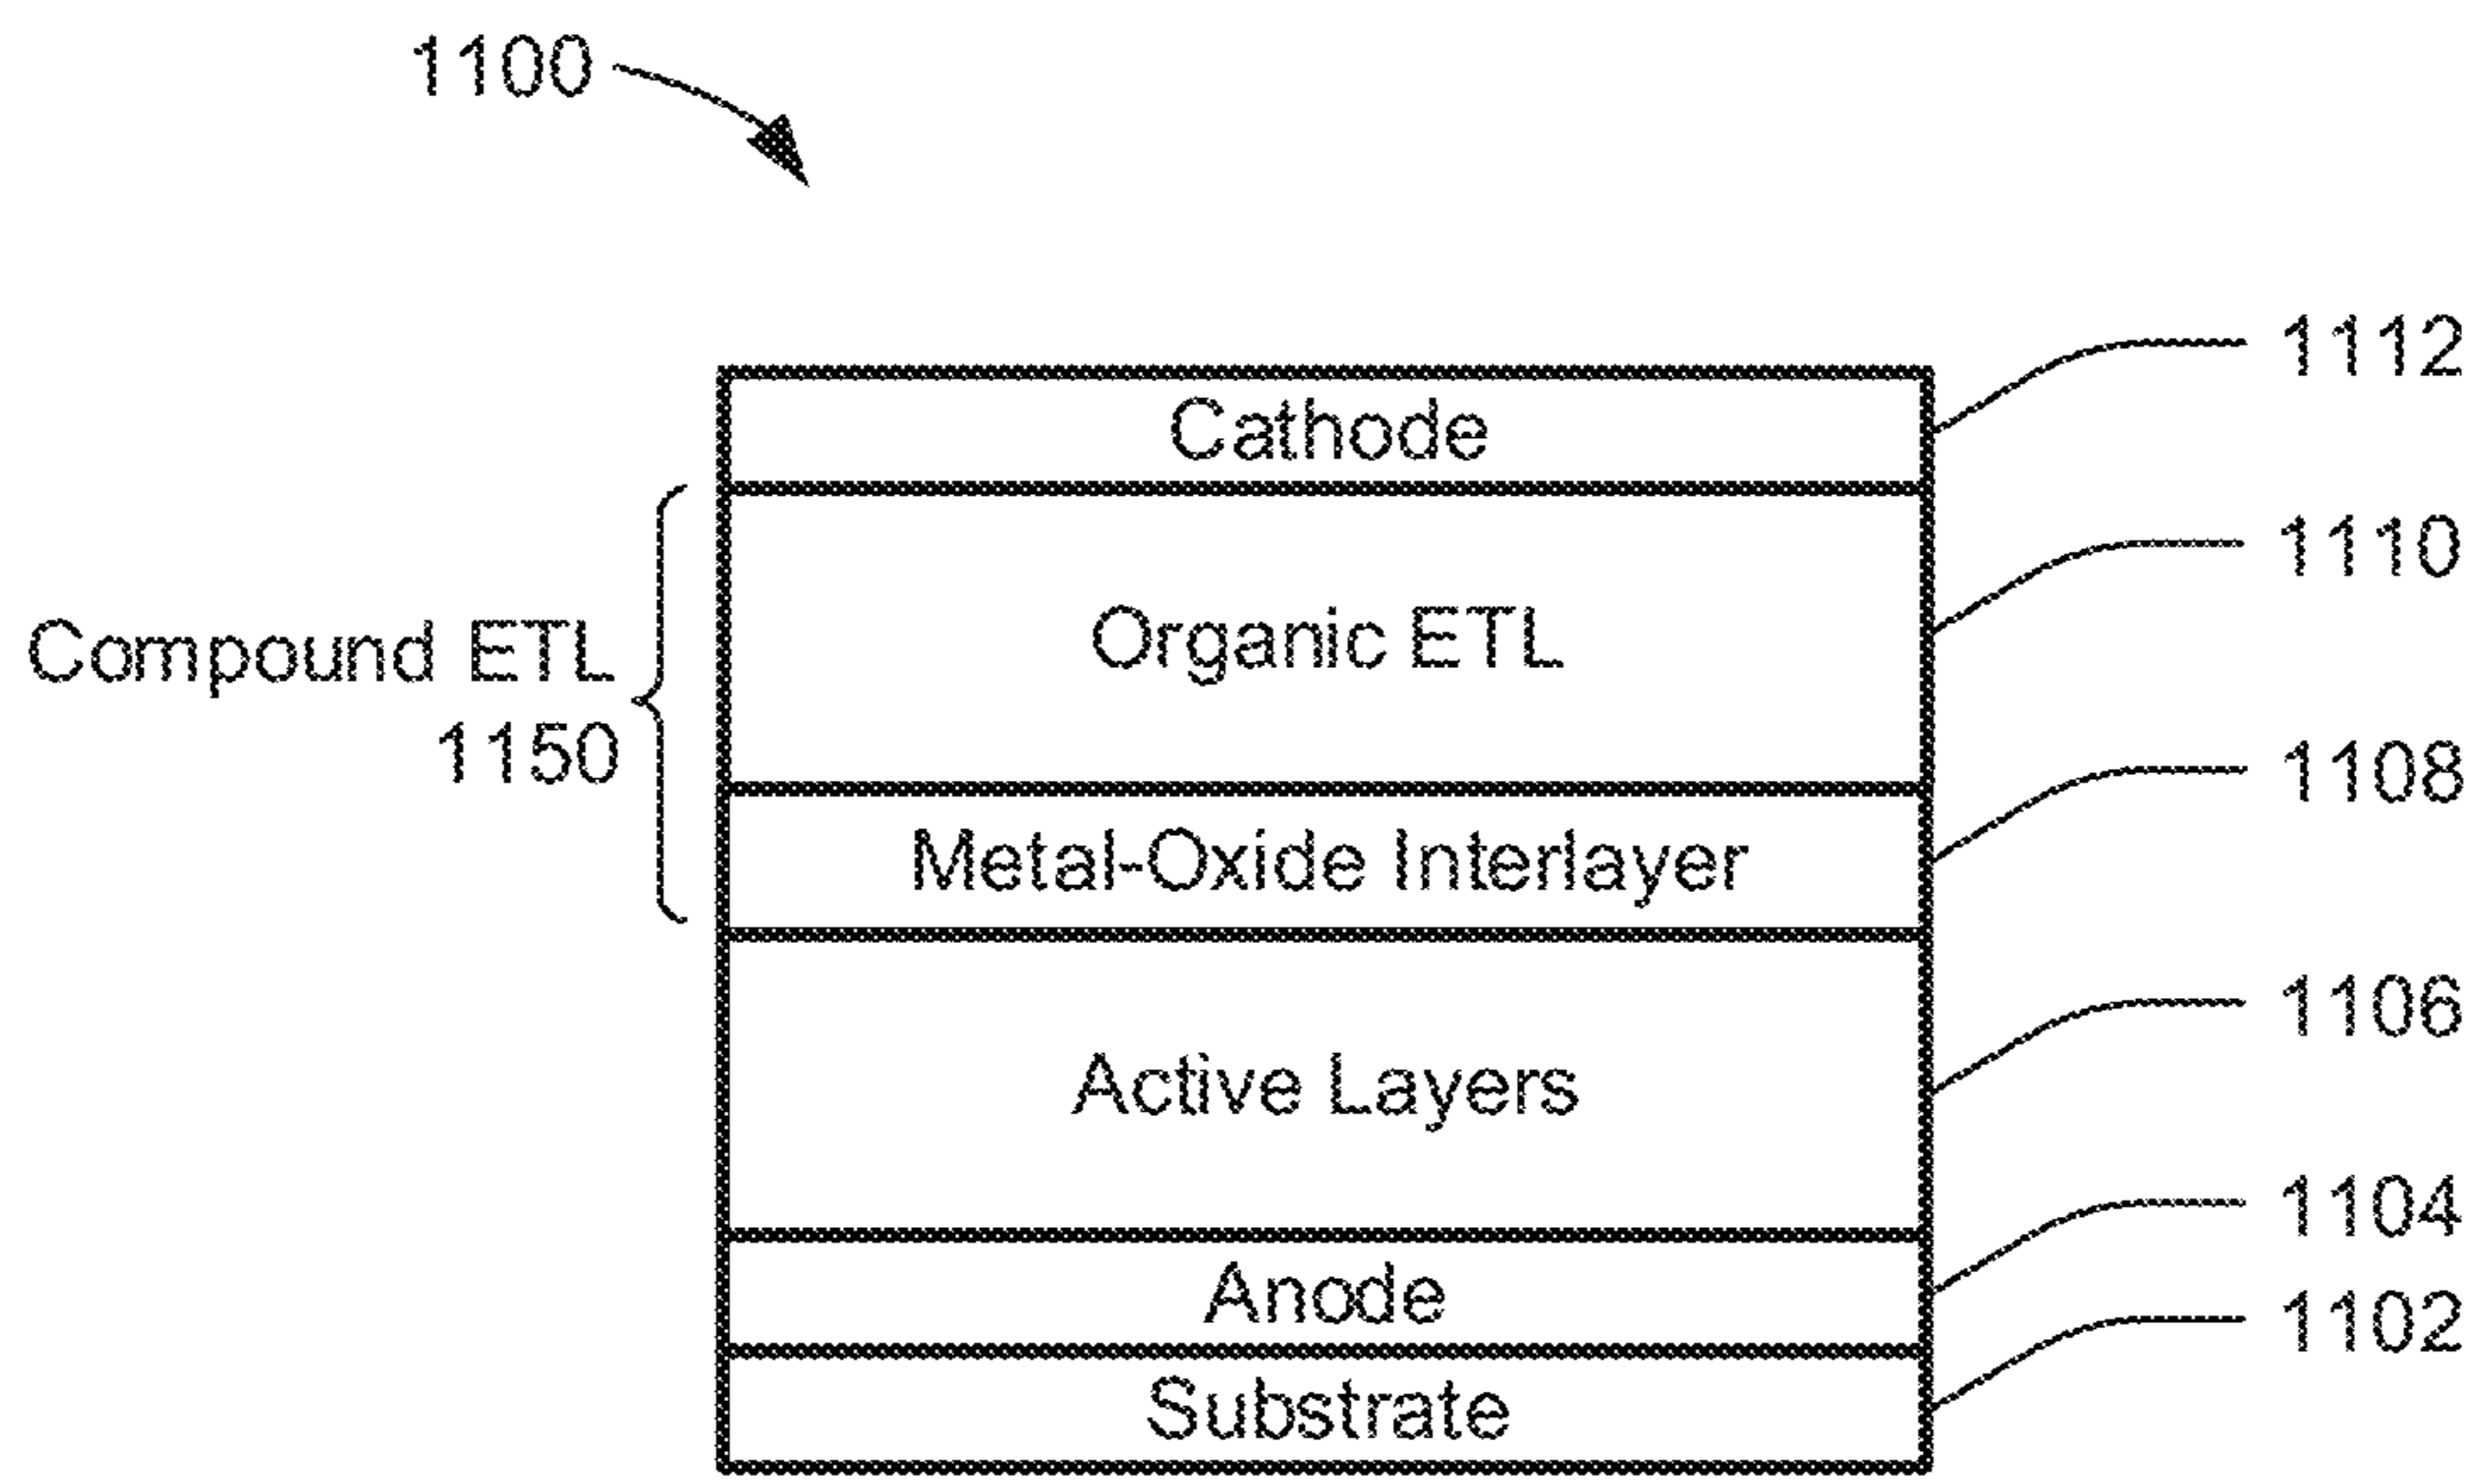 1100
1112
Cathode
1110
Organic ETL
Compound ETL
1150
1108
Metal-Oxide Interlayer
1106
Active Layers
1104
Anode
1102
Substrate